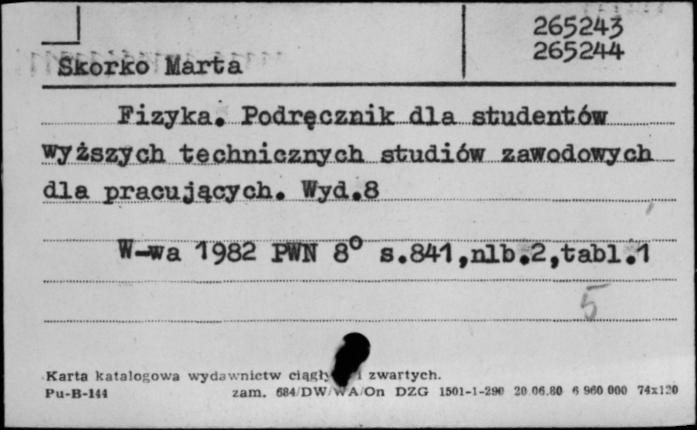 265243
265244
Skorko Marta
Fizyka. Podręcznik dla studentów
wyższych technicznych studiów zawodowych
dla pracujących. Wyd.8
W-wa 1982 PWN 8° s.841,nlb.2,tabl.1
5
Karta katalogowa wydawnictw i zwartych.
Pu-B-144 zam. 684/DW/WA/On DZG 1501-1-290 20.06.80 6 960 000 74x120